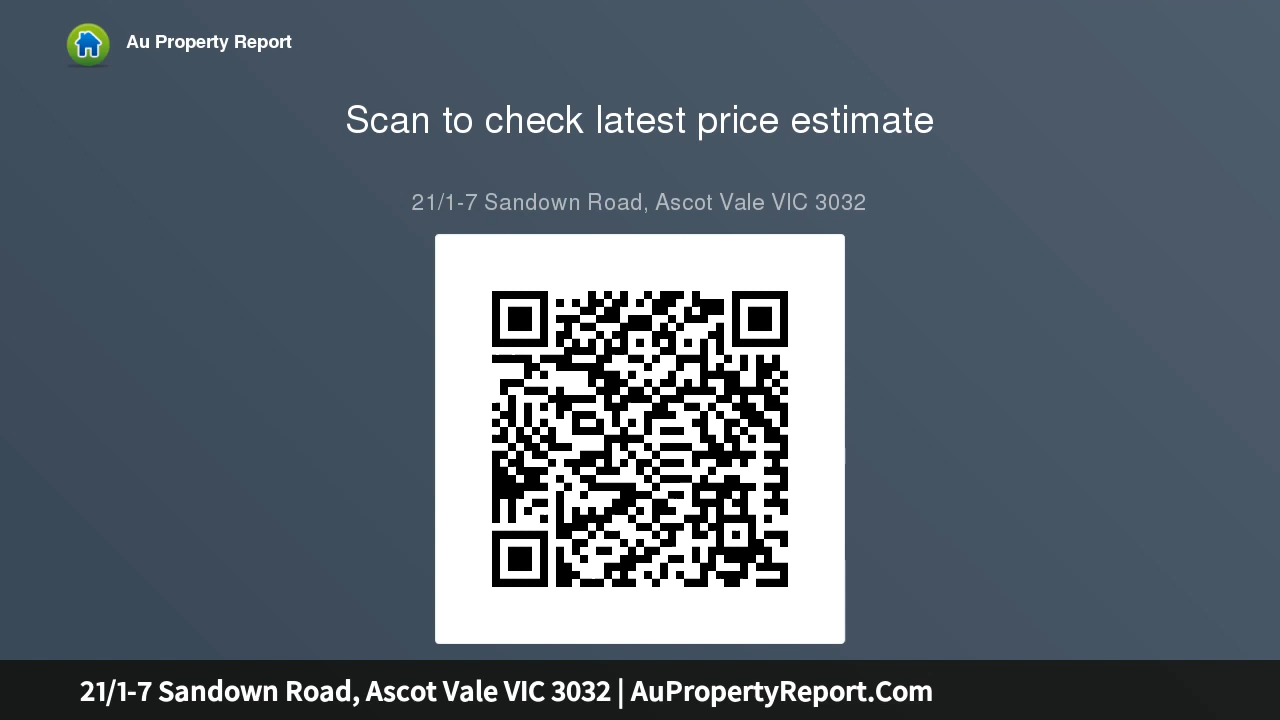 Au Property Report
Scan to check latest price estimate
21/1-7 Sandown Road, Ascot Vale VIC 3032
21/1-7 Sandown Road, Ascot Vale VIC 3032 | AuPropertyReport.Com